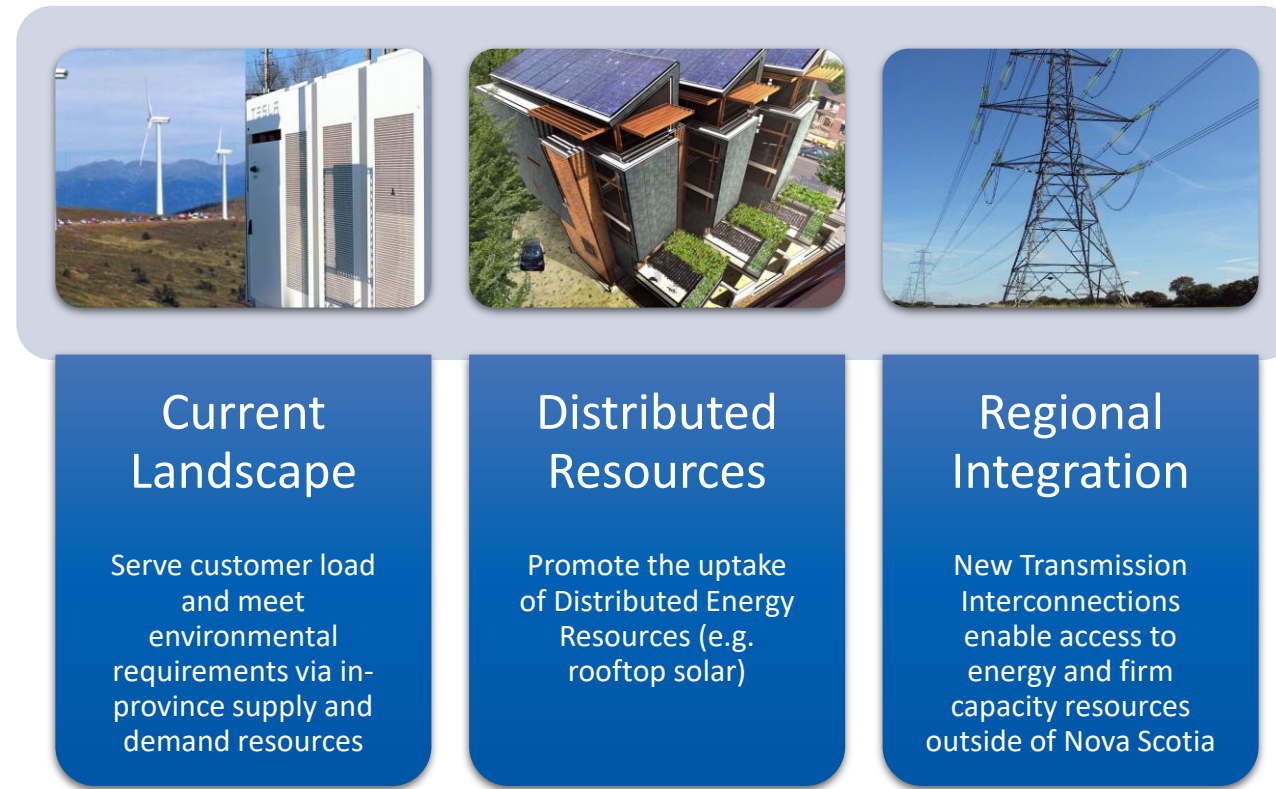 TESLA
Current
Landscape
Serve customer load
and meet
environmental
requirements via in-
province supply and
demand resources
Distributed
Resources
Promote the uptake
of Distributed Energy
Resources (e.g.
rooftop solar)
Regional
Integration
New Transmission
Interconnections
enable access to
energy and firm
capacity resources
outside of Nova Scotia